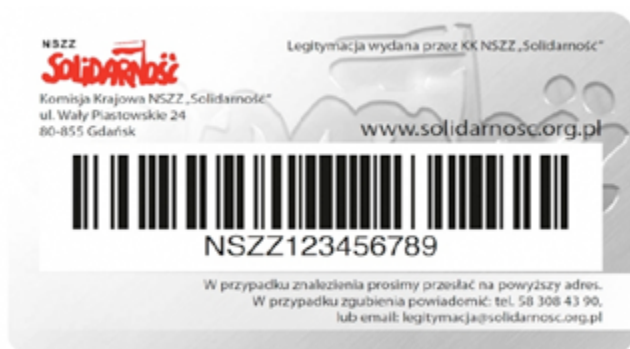 NSZZ
SOLIDARNOŚĆ
Legitymacja wydana przez KK NSZZ „Solidarność"
Komisja Krajowa NSZZ „Solidarność"
ul. Wały Piastowskie 24
80-855 Gdańsk
www.solidarnosc.org.pl
NSZZ123456789
W przypadku znalezienia prosimy przesłać na powyższy adres.
W przypadku zgubienia powiadomić: tel. 58 308 43 90,
lub email: legitymacja@solidarnosc.org.pl